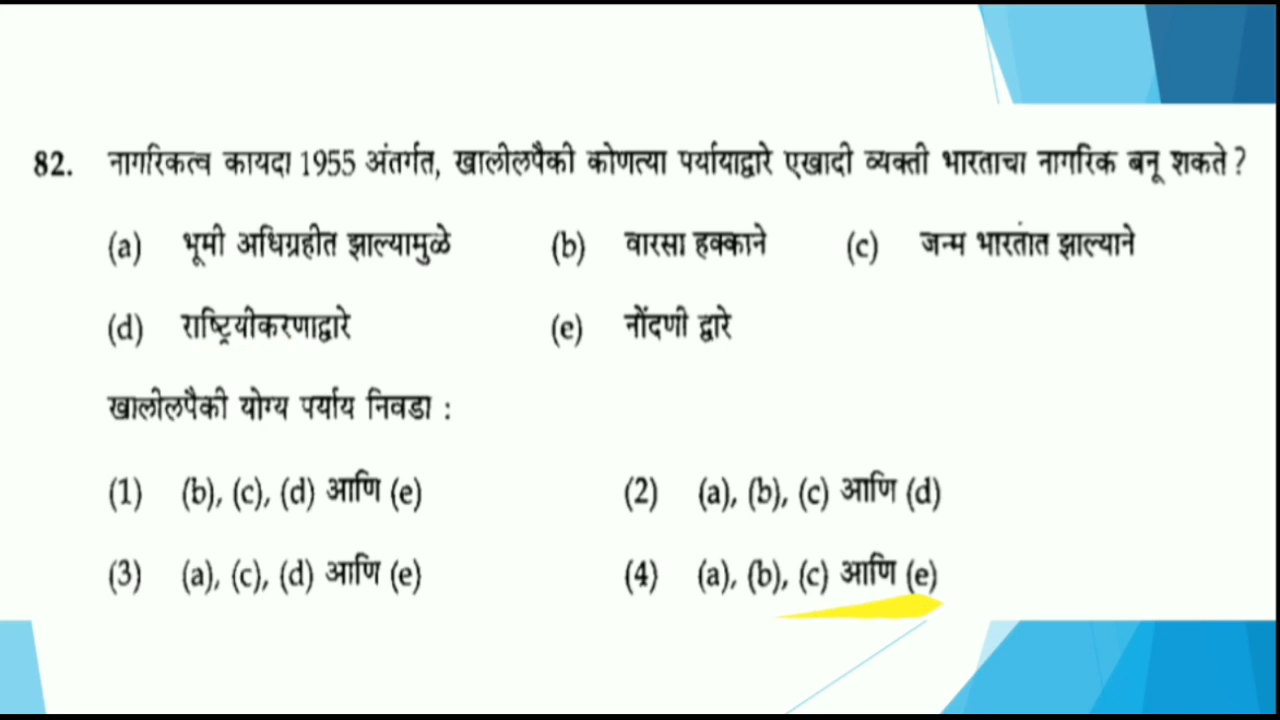 82. नागरिकत्व कायदा 1955 अंतर्गत, खालीलपैकी कोणत्या पर्यायाद्वारे एखादी व्यक्ती भारताचा नागरिक बनू शकते ?
(a) भूमी अधिग्रहीत झाल्यामुळे (b) वारसा हक्काने (c) जन्म भारतात झाल्याने
(d) राष्ट्रियीकरणाद्वारे (e) नोंदणी द्वारे
खालीलपैकी योग्य पर्याय निवडा :
(1) (b), (c), (d) आणि (e) (2) (a), (b), (c) आणि (d)
(3) (a), (c), (d) आणि (e) (4) (a), (b), (c) आणि (e)